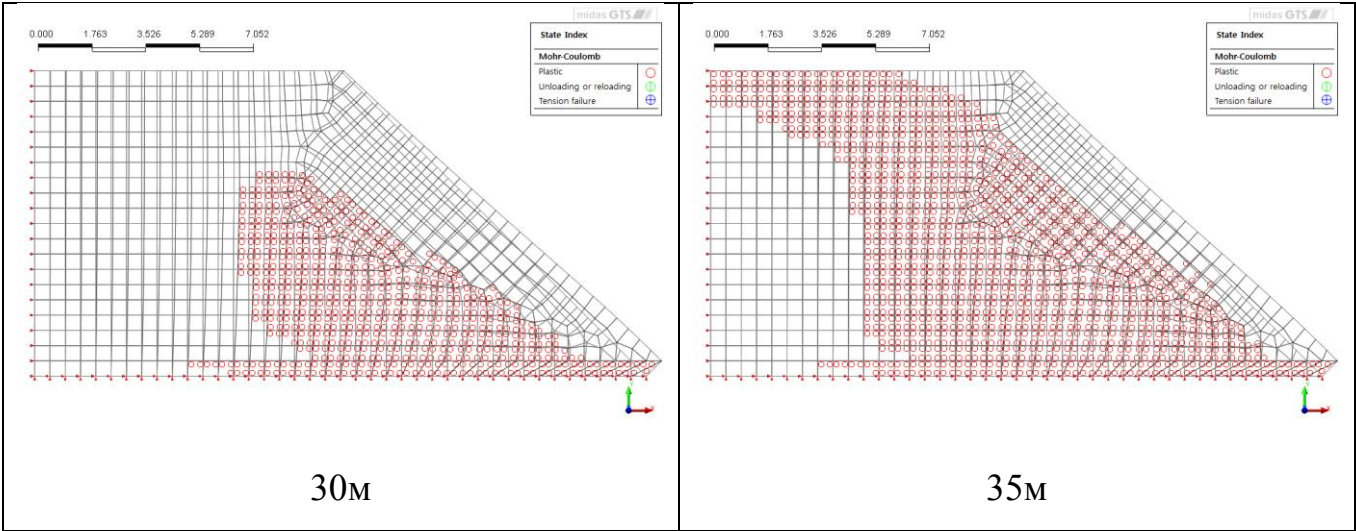 midas GTS
0.000 1.763 3.526 5.289 7.052
State Index
Mohr-Coulomb
Plastic
Unloading or reloading
Tension failure
Y
X
30м
midas GTS
0.000 1.763 3.526 5.289 7.052
State Index
Mohr-Coulomb
Plastic
Unloading or reloading
Tension failure
Y
X
35м